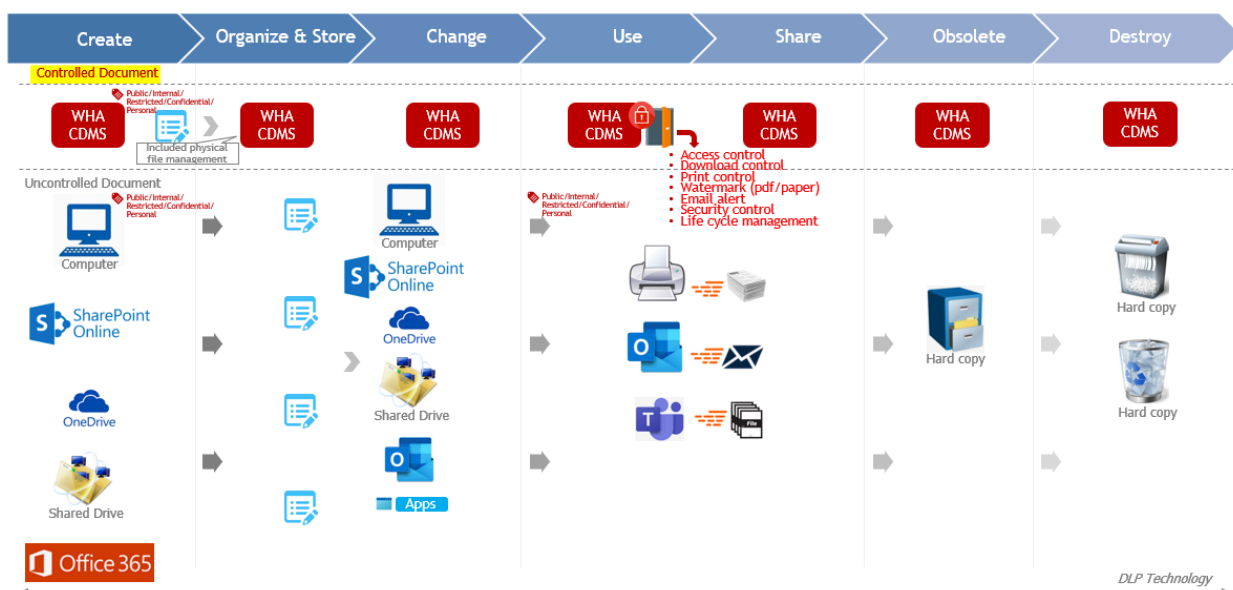 Create
Organize & Store
Change
Use
Share
Obsolete
Destroy
Controlled Document
WHA
CDMS
Public/Internal/
Restricted/Confidential/
Personal
Included physical
file management
WHA
CDMS
WHA
CDMS
WHA
CDMS
WHA
CDMS
WHA
CDMS
WHA
CDMS
• Access control
• Download control
• Print control
• Watermark (pdf/paper)
• Email alert
• Security control
• Life cycle management
Uncontrolled Document
Public/Internal/
Restricted/Confidential/
Personal
Computer
S
SharePoint
Online
OneDrive
Shared Drive
Office 365
Computer
S
SharePoint
Online
OneDrive
Shared Drive
O
Apps
Public/Internal/
Restricted/Confidential/
Personal
O
T
File
Hard copy
Hard copy
Hard copy
DLP Technology